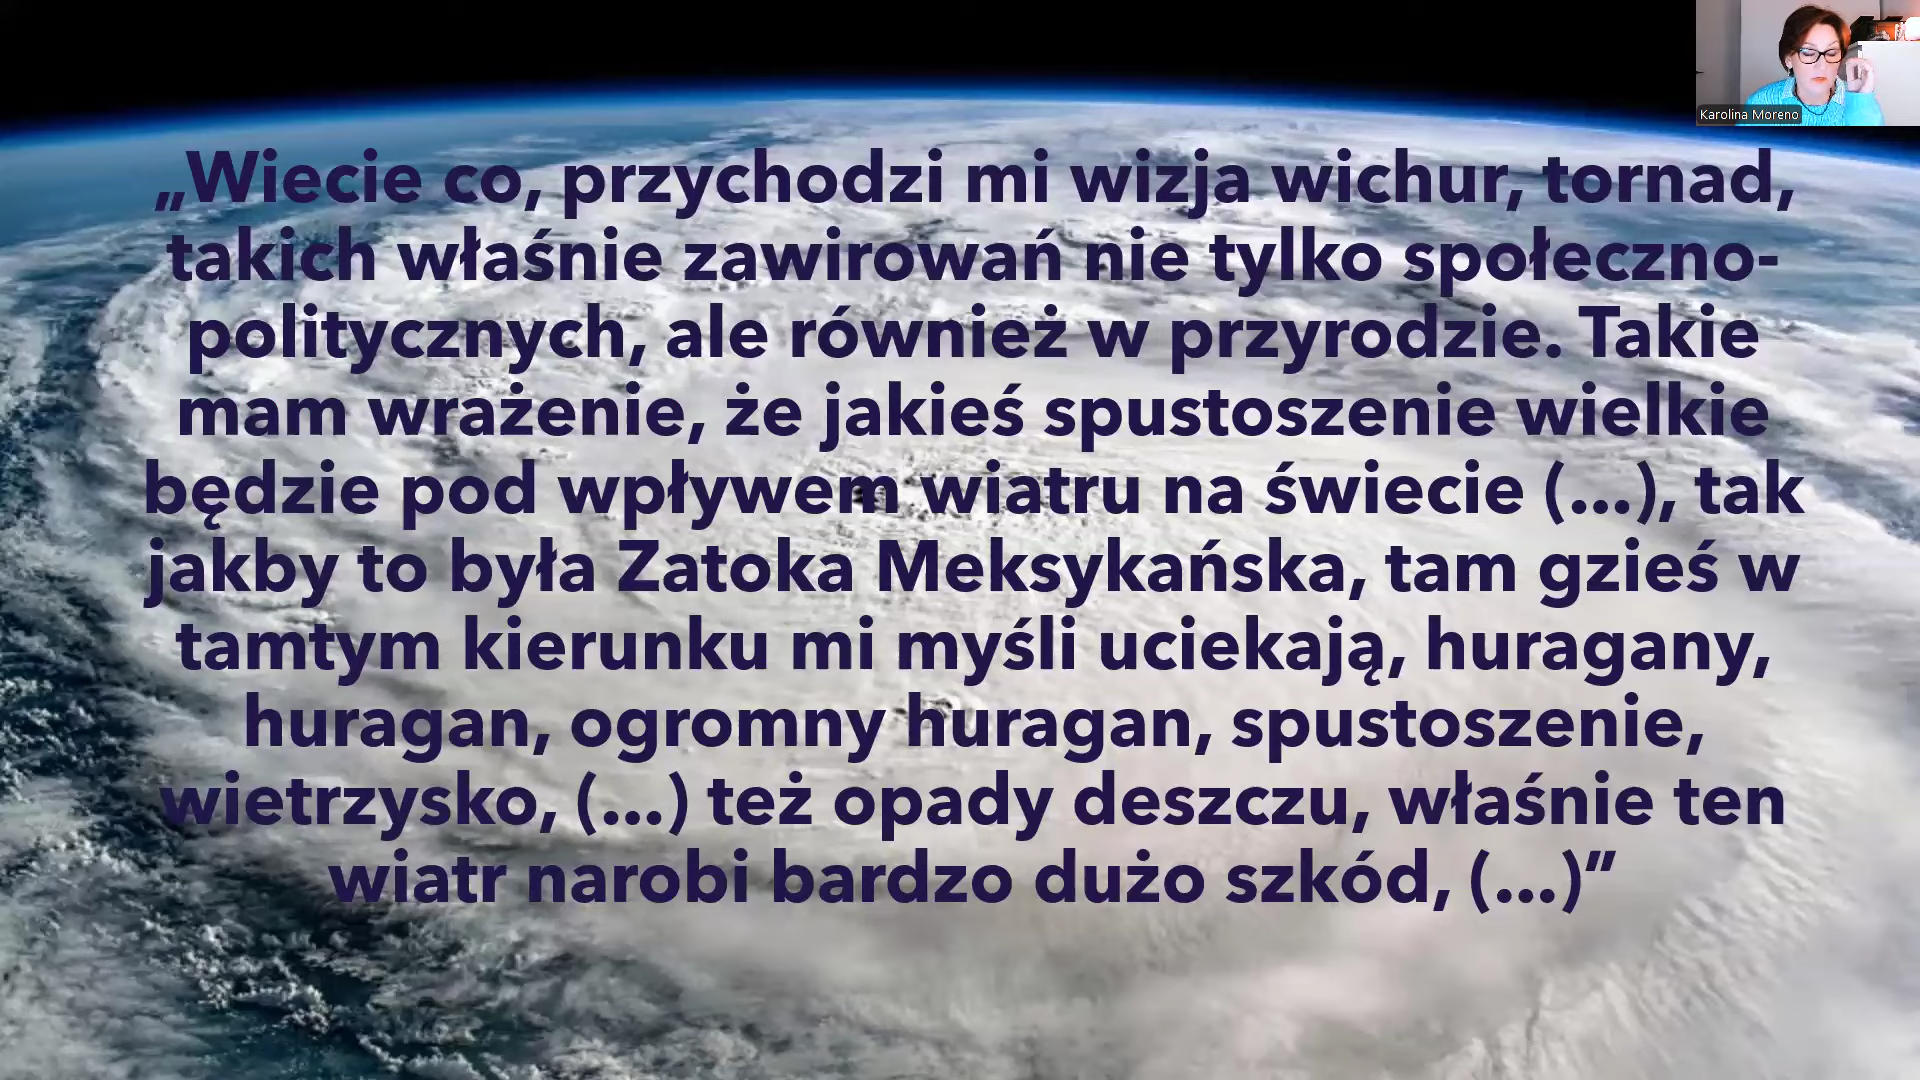 Karolina Moreno
„Wiecie co, przychodzi mi wizja wichur, tornad,
takich właśnie zawirowań nie tylko społeczno-
politycznych, ale również w przyrodzie. Takie
mam wrażenie, że jakieś spustoszenie wielkie
będzie pod wpływem wiatru na świecie (...), tak
jakby to była Zatoka Meksykańska, tam gzieś w
tamtym kierunku mi myśli uciekają, huragany,
huragan, ogromny huragan, spustoszenie,
wietrzysko, (...) też opady deszczu, właśnie ten
wiatr narobi bardzo dużo szkód, (...)”